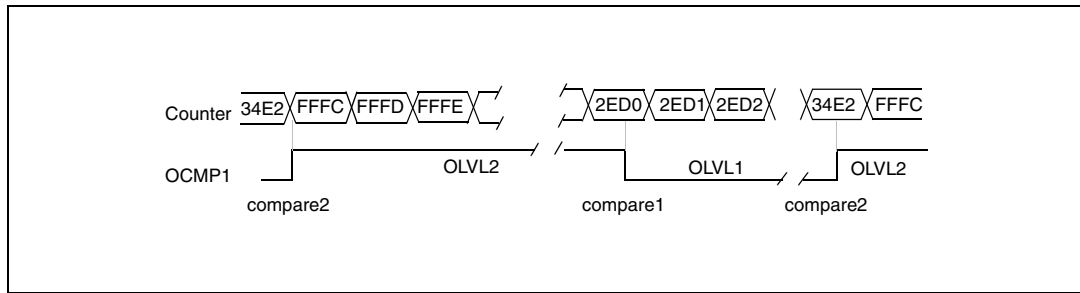 Counter 34E2 FFFC FFFD FFFE 2ED0 2ED1 2ED2 34E2 FFFC
OCMP1 OLVL2 OLVL1 OLVL2
compare2 compare1 compare2